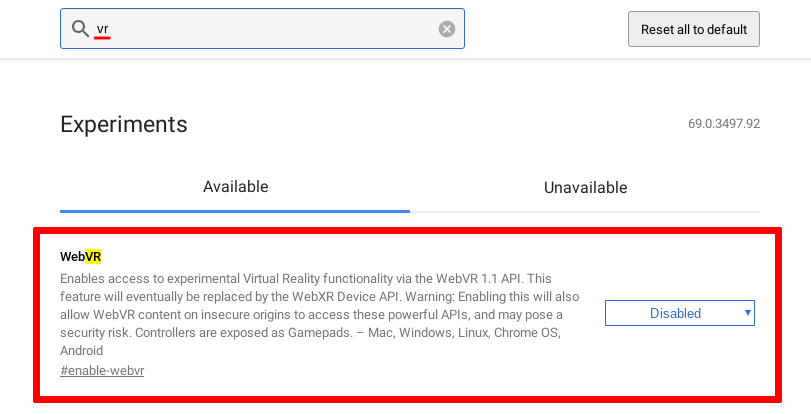 vr
Reset all to default
Experiments
69.0.3497.92
Available
Unavailable
WebVR
Enables access to experimental Virtual Reality functionality via the WebVR 1.1 API. This
feature will eventually be replaced by the WebXR Device API. Warning: Enabling this will also
allow WebVR content on insecure origins to access these powerful APIs, and may pose a
security risk. Controllers are exposed as Gamepads. – Mac, Windows, Linux, Chrome OS,
Android
#enable-webvr
Disabled